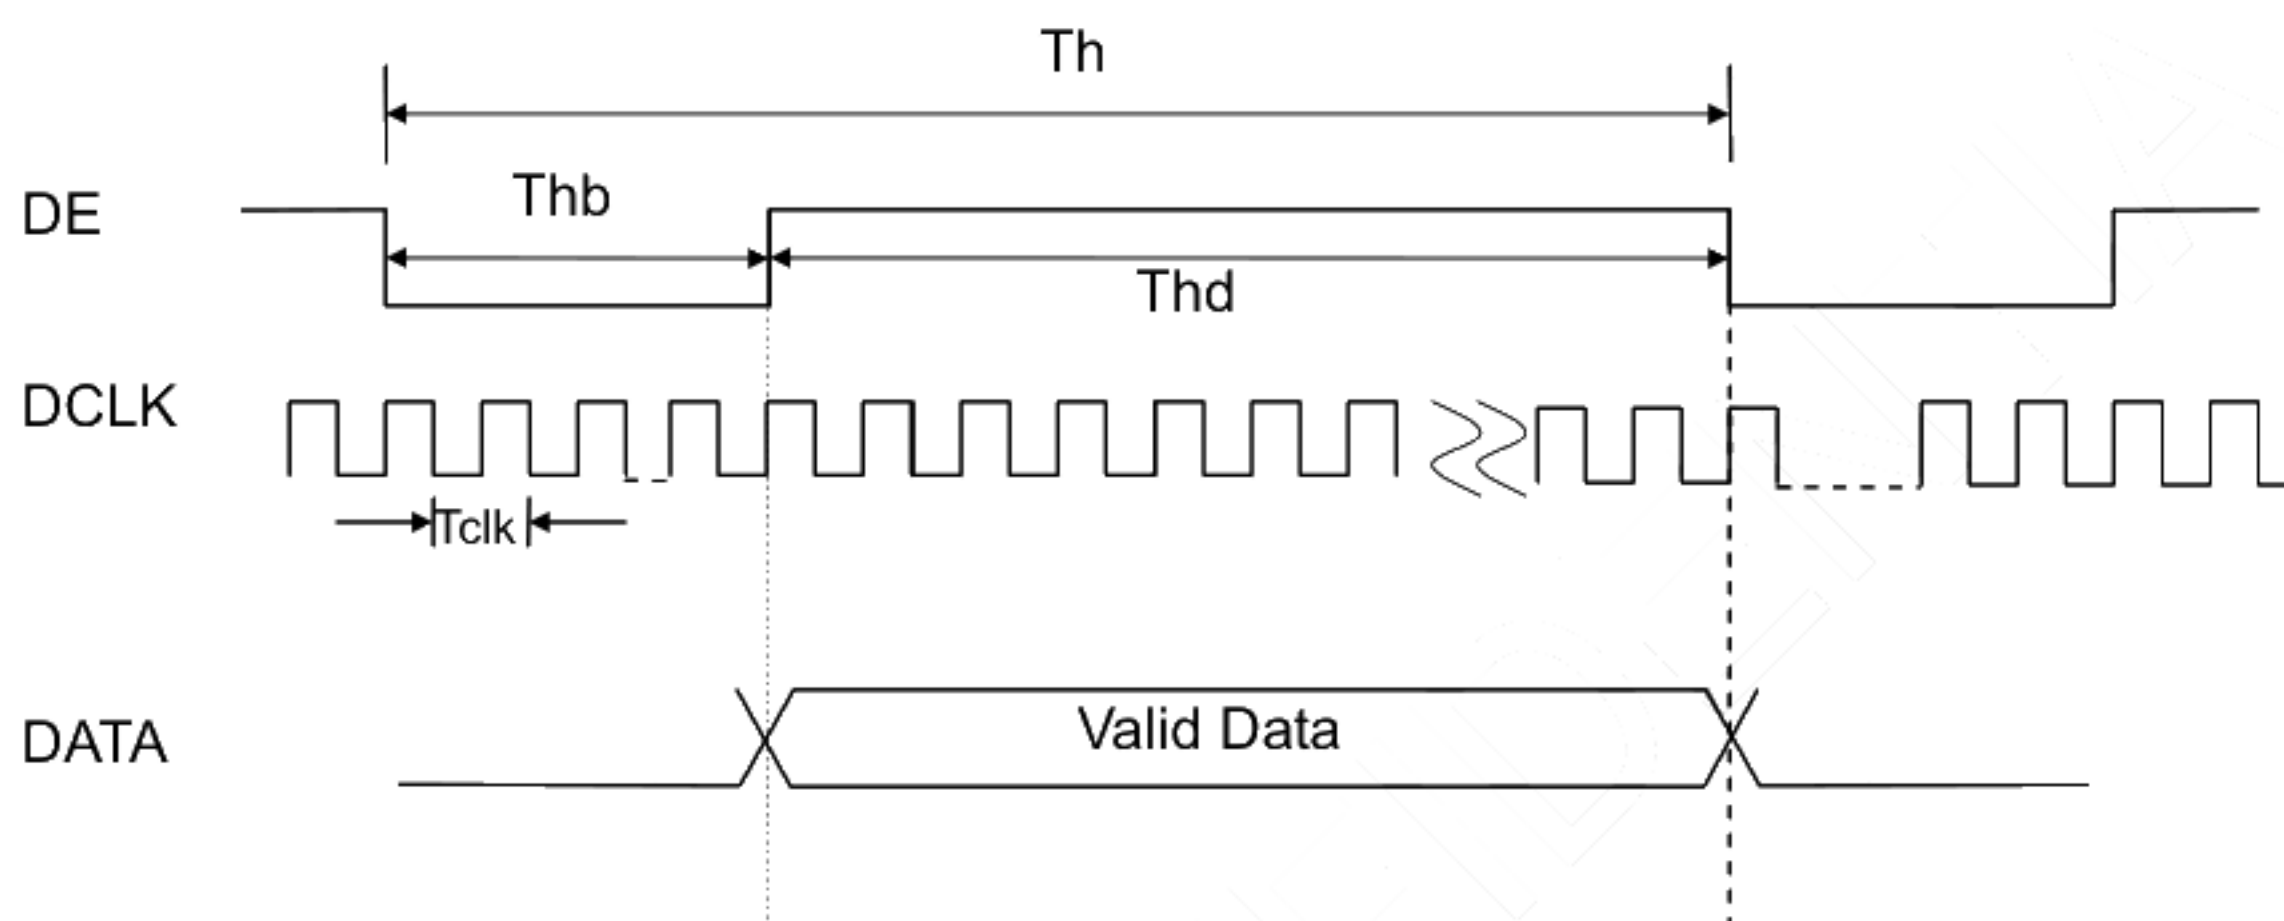 Th
Thb
DE
Thd
DCLK
Tclk
Valid Data
DATA